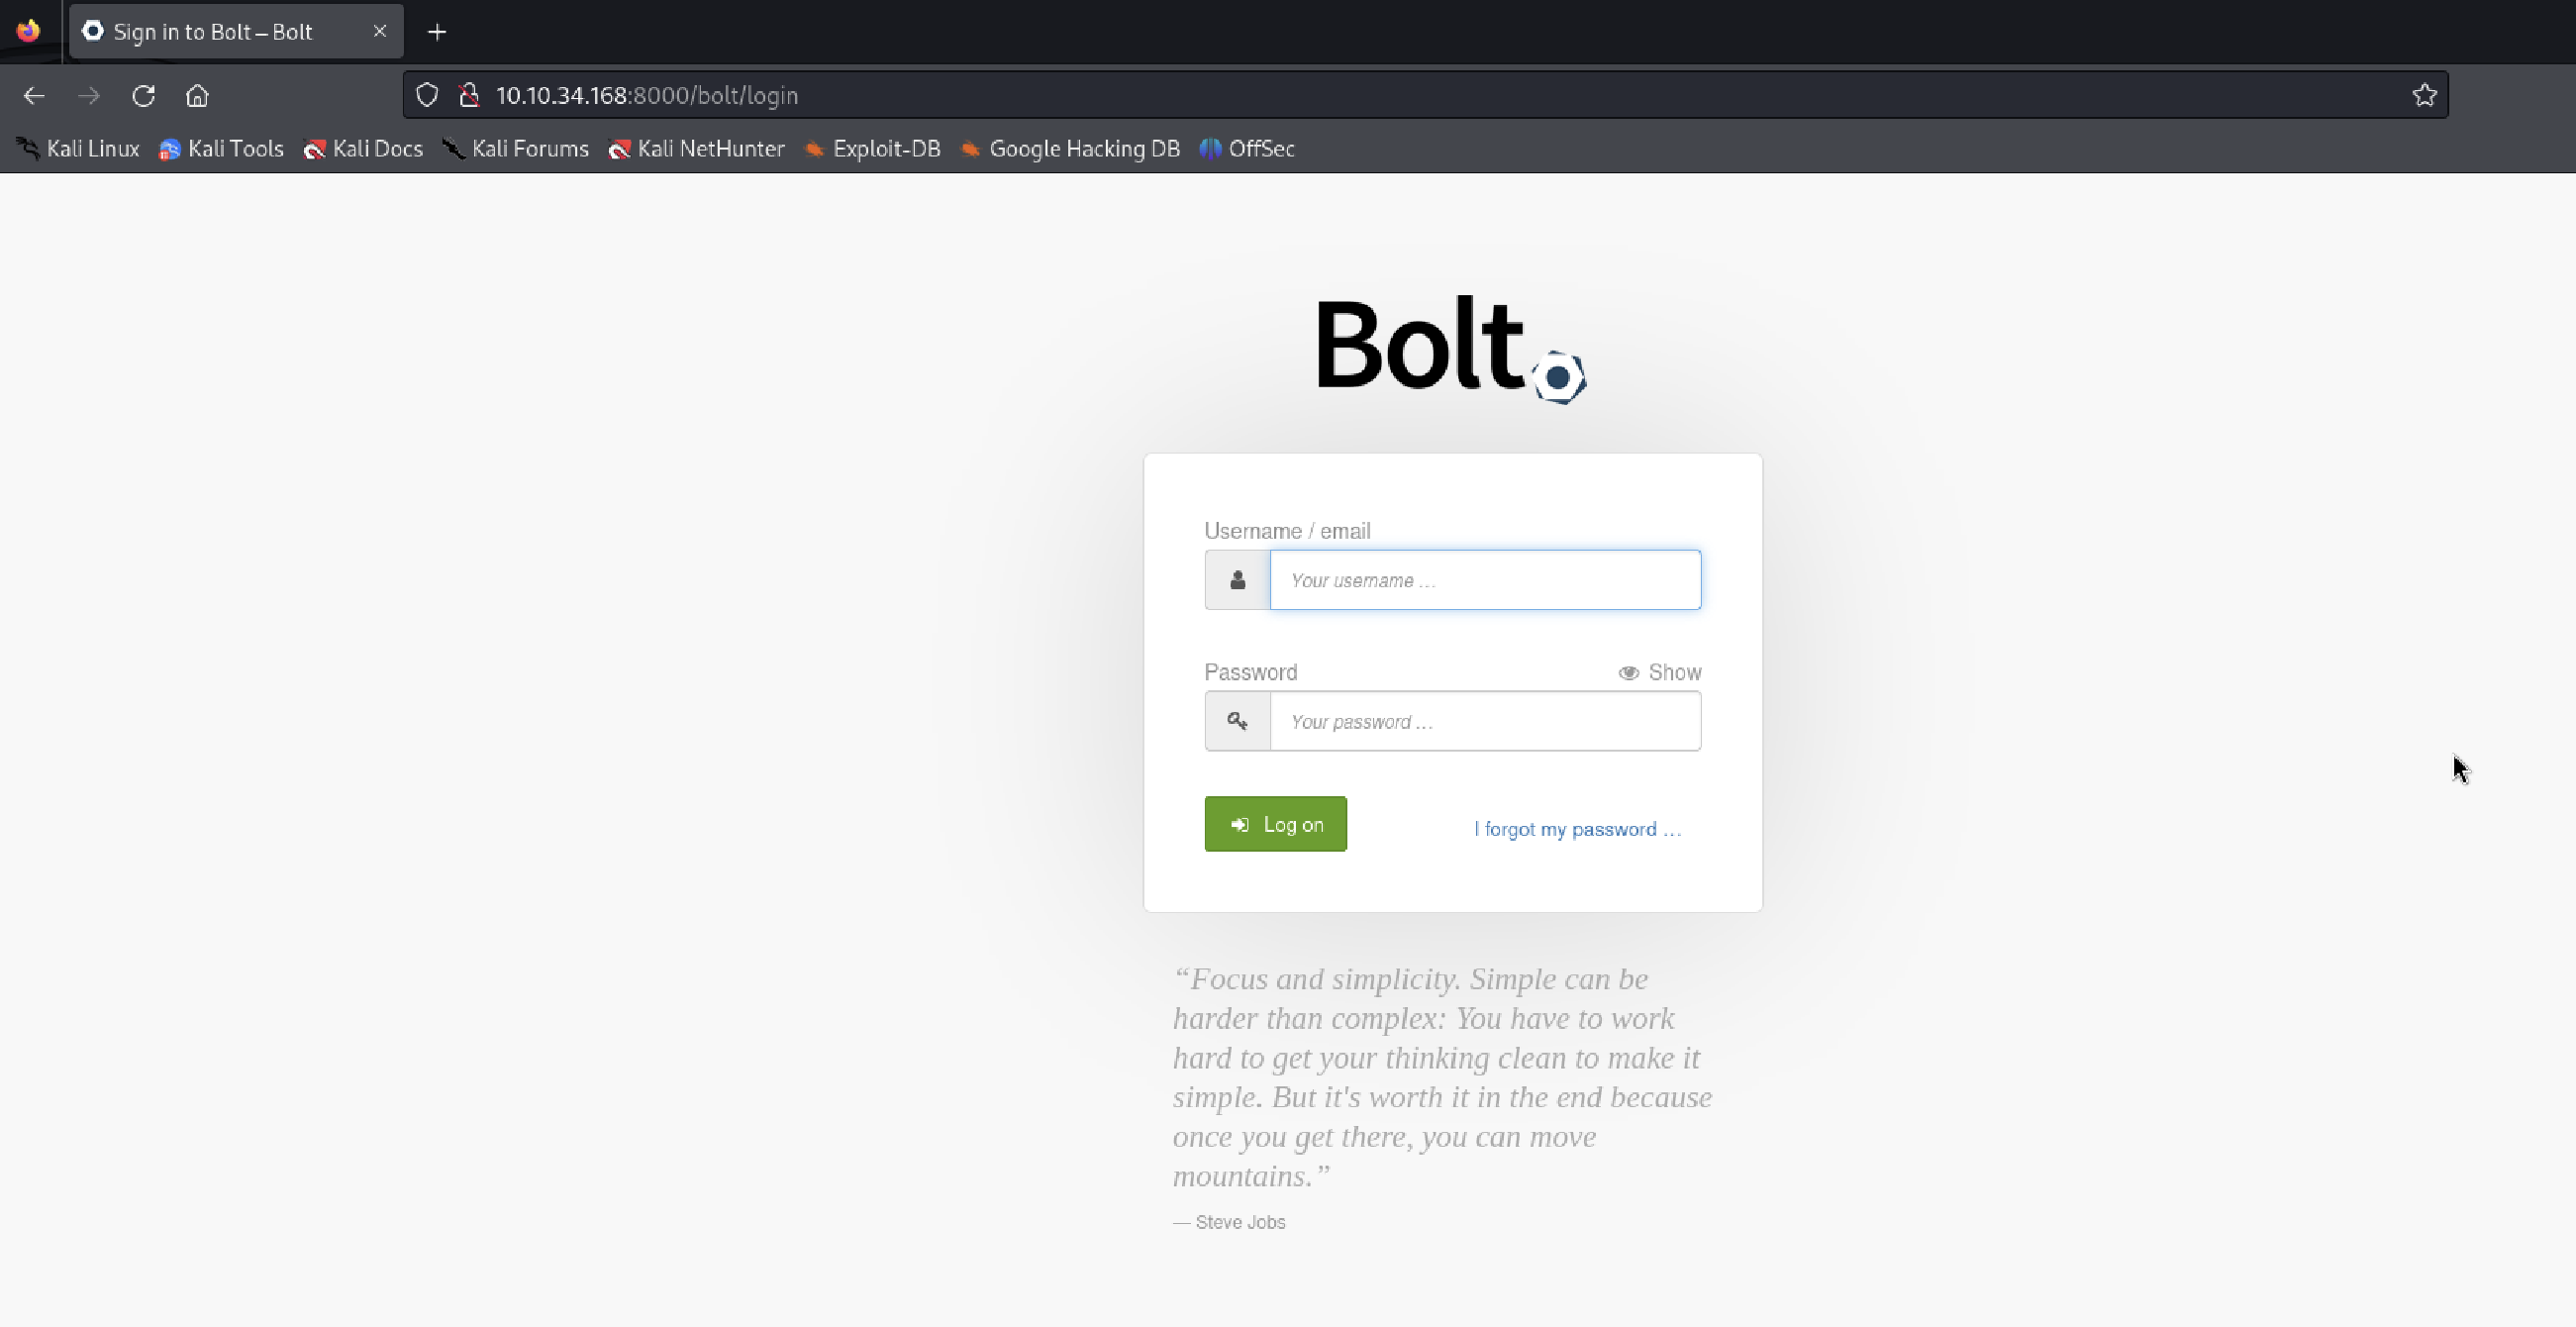 Sign in to Bolt – Bolt
10.10.34.168:8000/bolt/login
Kali Linux Kali Tools Kali Docs Kali Forums Kali NetHunter Exploit-DB Google Hacking DB OffSec
Bolt
Username / email
Your username …
Password Show
Your password …
Log on I forgot my password …
“Focus and simplicity. Simple can be
harder than complex: You have to work
hard to get your thinking clean to make it
simple. But it's worth it in the end because
once you get there, you can move
mountains.”
— Steve Jobs